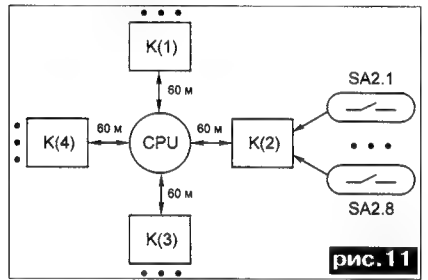 K(1)
60 м
SA2.1
K(4)
60 м
CPU
60 м
K(2)
60 м
SA2.8
K(3)
рис.11